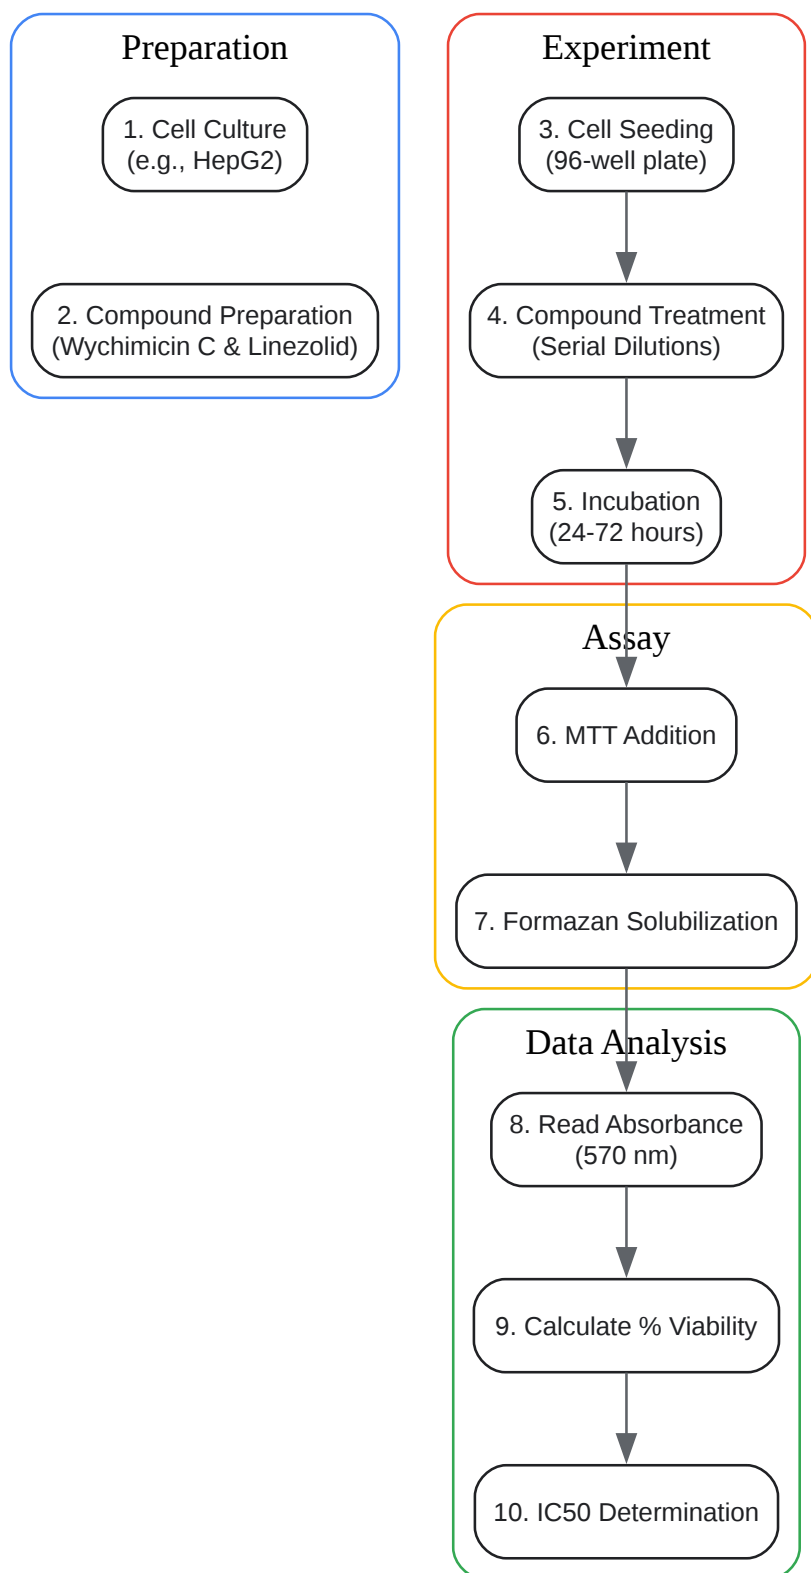 Preparation
1. Cell Culture
(e.g., HepG2)
2. Compound Preparation
(Wychimicin C & Linezolid)
Experiment
3. Cell Seeding
(96-well plate)
4. Compound Treatment
(Serial Dilutions)
5. Incubation
(24-72 hours)
Assay
6. MTT Addition
7. Formazan Solubilization
Data Analysis
8. Read Absorbance
(570 nm)
9. Calculate % Viability
10. IC50 Determination